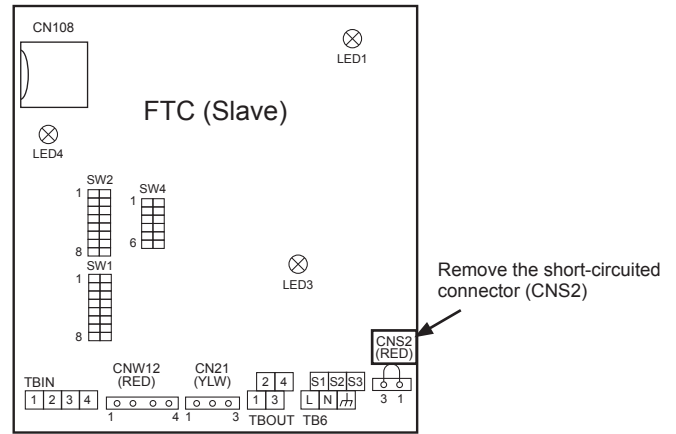 CN108
LED1
FTC (Slave)
LED4
SW2
1
8
SW4
1
6
SW1
1
8
LED3
Remove the short-circuited
connector (CNS2)
CNS2
(RED)
3 1
TBIN
1 2 3 4
CNW12
(RED)
1 4
CN21
(YLW)
1 3
2 4
1 3
TBOUT
S1 S2 S3
L N
TB6